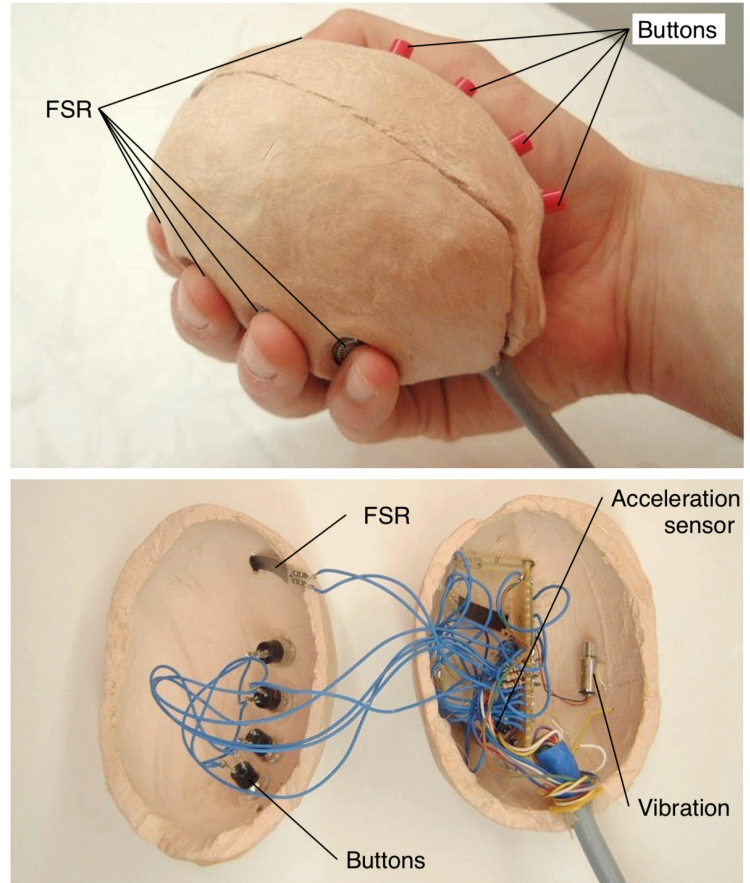 Buttons
FSR
Acceleration
sensor
FSR
Vibration
Buttons